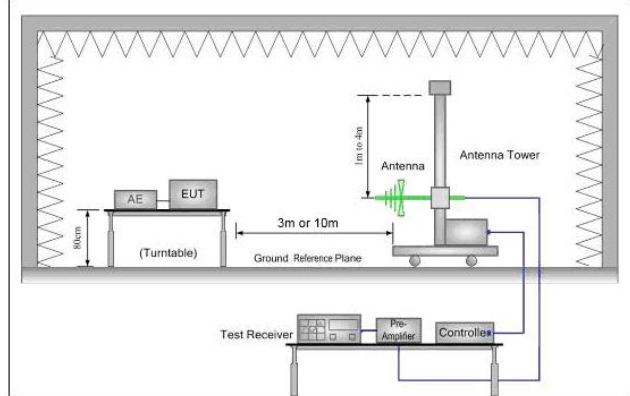 1m to 4m
Antenna
Antenna Tower
AE
EUT
80cm
(Turntable)
3m or 10m
Ground Reference Plane
Test Receiver
Pre-
Amplifier
Controller